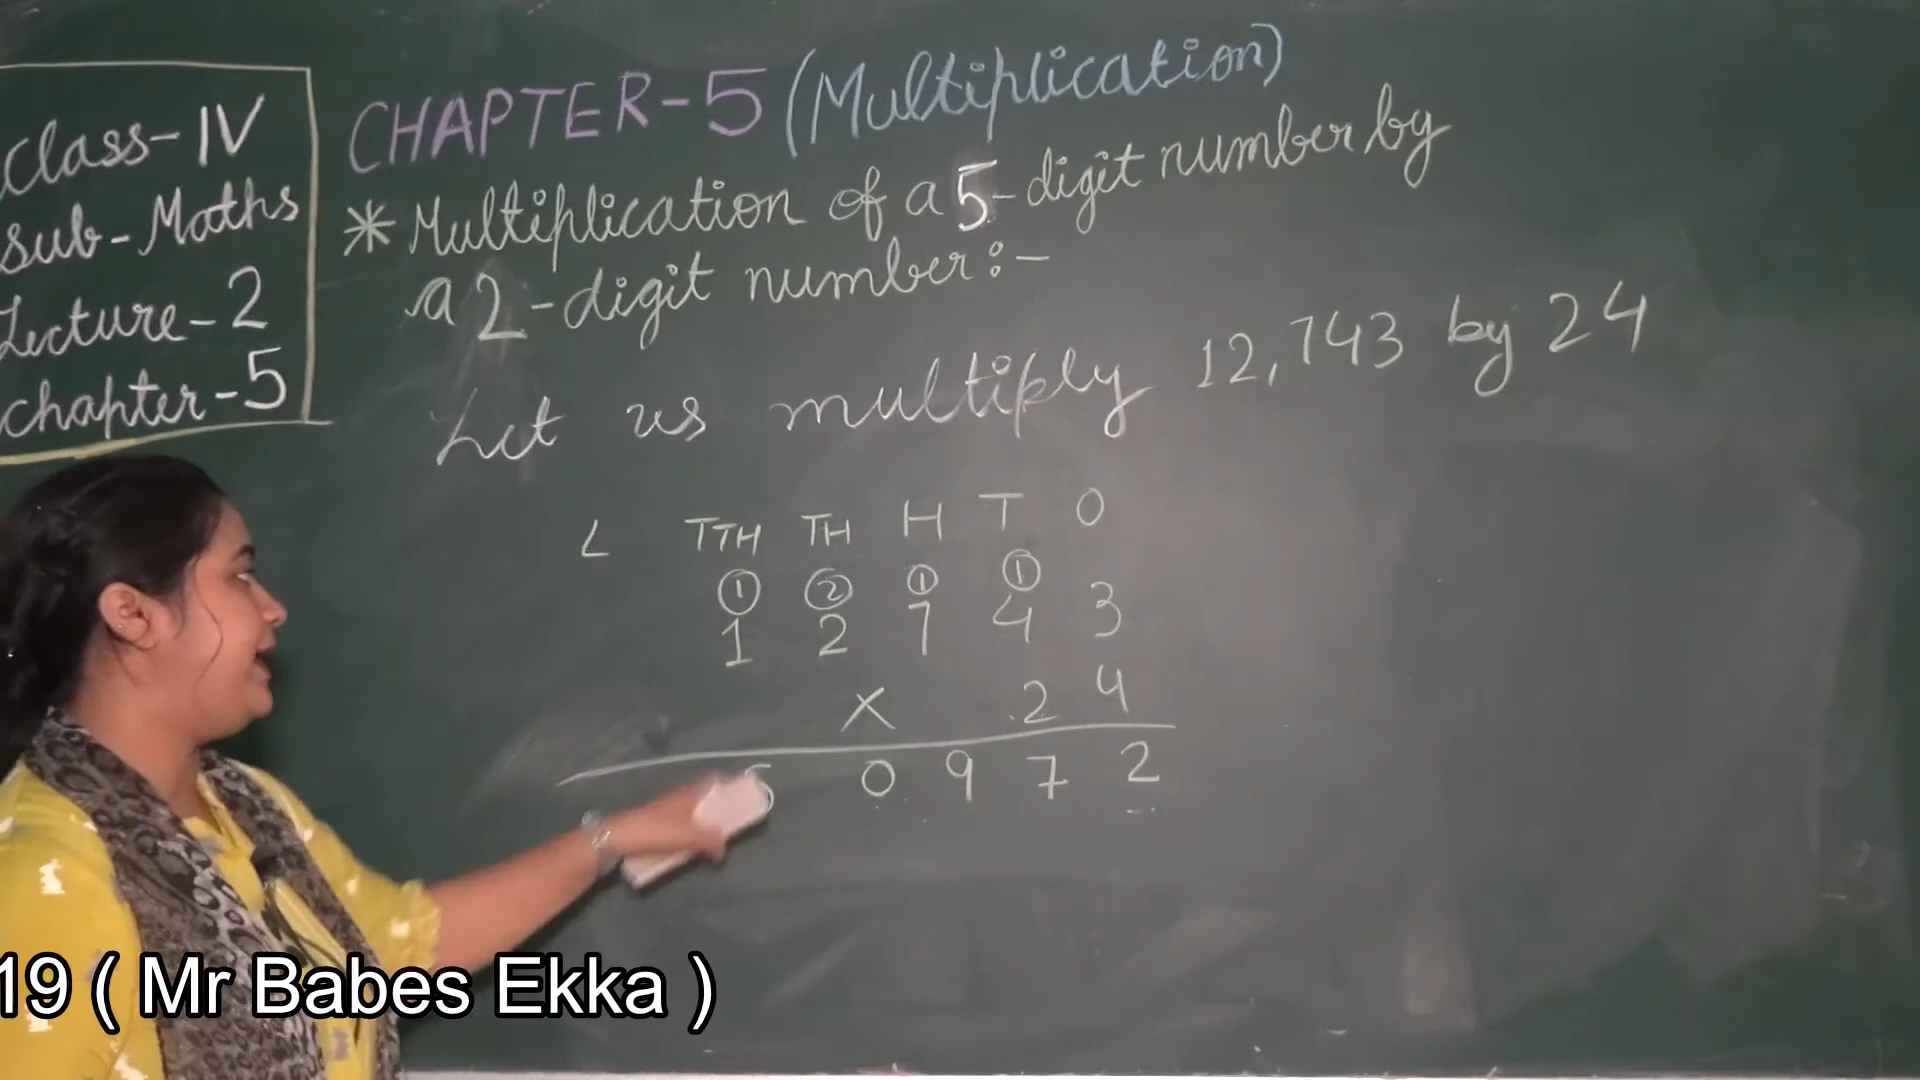 Class-IV
Sub-Maths
Lecture-2
Chapter-5
CHAPTER-5 (Multiplication)
* Multiplication of a 5-digit number by
a 2-digit number:-
Let us multiply 12,743 by 24
L TTH TH H T O
1 2 1 1
1 2 7 4 3
X 2 4
5 0 9 7 2
19 ( Mr Babes Ekka )